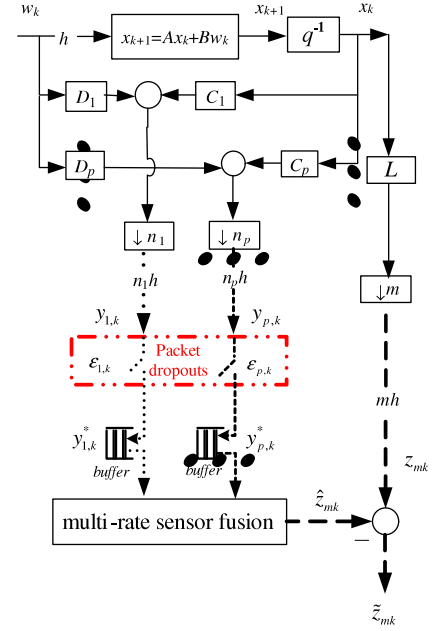 w_k h x_{k+1}=Ax_k+Bw_k x_{k+1} q^{-1} x_k
D_1 C_1
D_p C_p L
↓ n_1 ↓ n_p
n_1h n_ph ↓m
y_{1,k} y_{p,k}
Packet
dropouts
ε_{1,k} ε_{p,k}
mh
y^*_{1,k} y^*_{p,k}
buffer buffer
z_{mk}
multi-rate sensor fusion ẑ_{mk}
−
z̃_{mk}